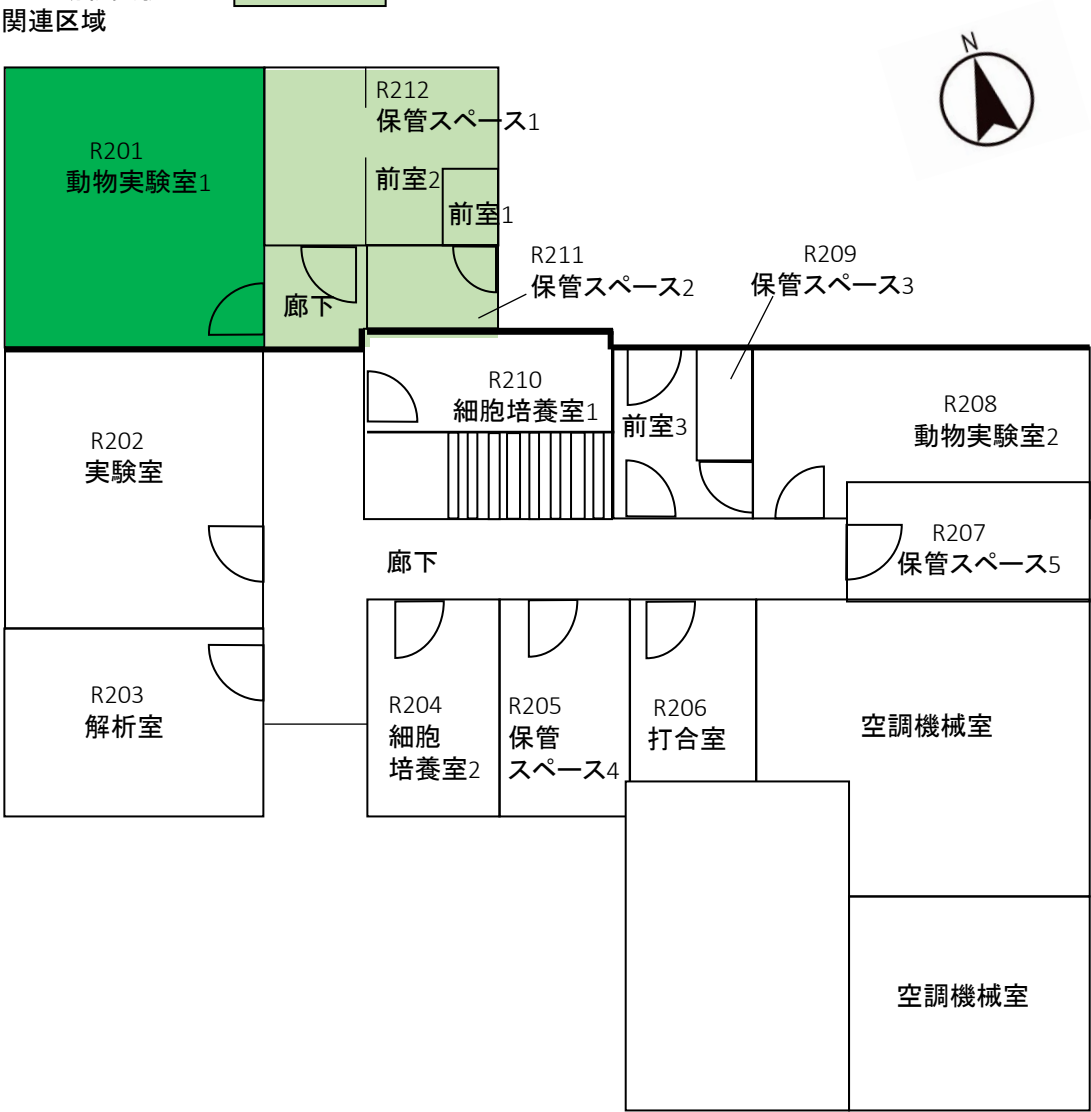 関連区域
N
R212
保管スペース1
R201
動物実験室1
前室2
前室1
R211
保管スペース2
R209
保管スペース3
廊下
R210
細胞培養室1
前室3
R208
動物実験室2
R202
実験室
R207
保管スペース5
廊下
R203
解析室
R204
細胞
培養室2
R205
保管
スペース4
R206
打合室
空調機械室
空調機械室